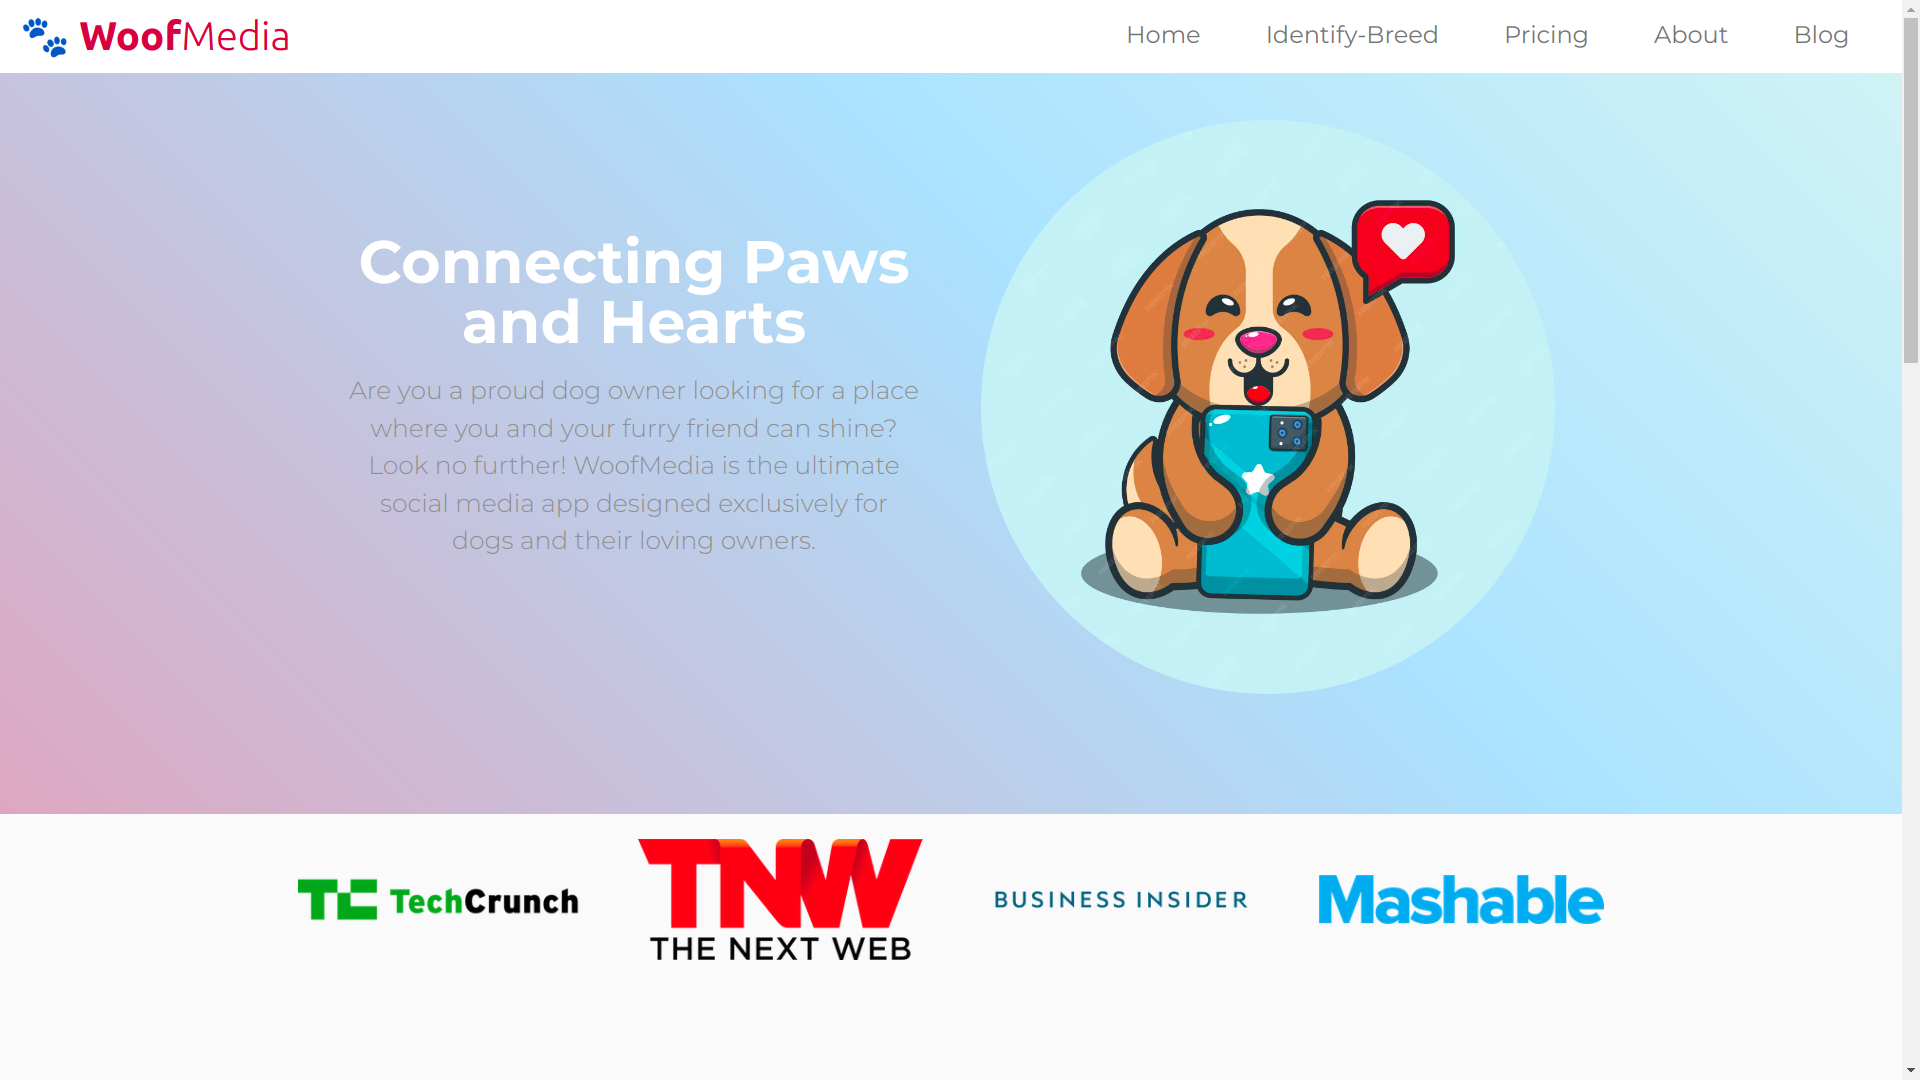 WoofMedia
Home
Identify-Breed
Pricing
About
Blog
Connecting Paws
and Hearts
Are you a proud dog owner looking for a place
where you and your furry friend can shine?
Look no further! WoofMedia is the ultimate
social media app designed exclusively for
dogs and their loving owners.
TC TechCrunch
TNW
THE NEXT WEB
BUSINESS INSIDER
Mashable